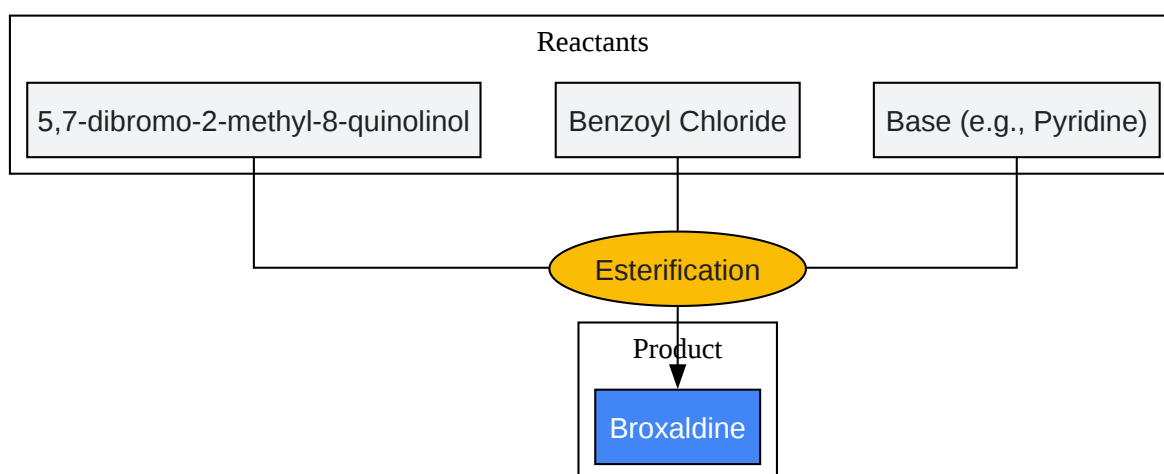 Reactants
5,7-dibromo-2-methyl-8-quinolinol
Benzoyl Chloride
Base (e.g., Pyridine)
Esterification
Product
Broxaldine